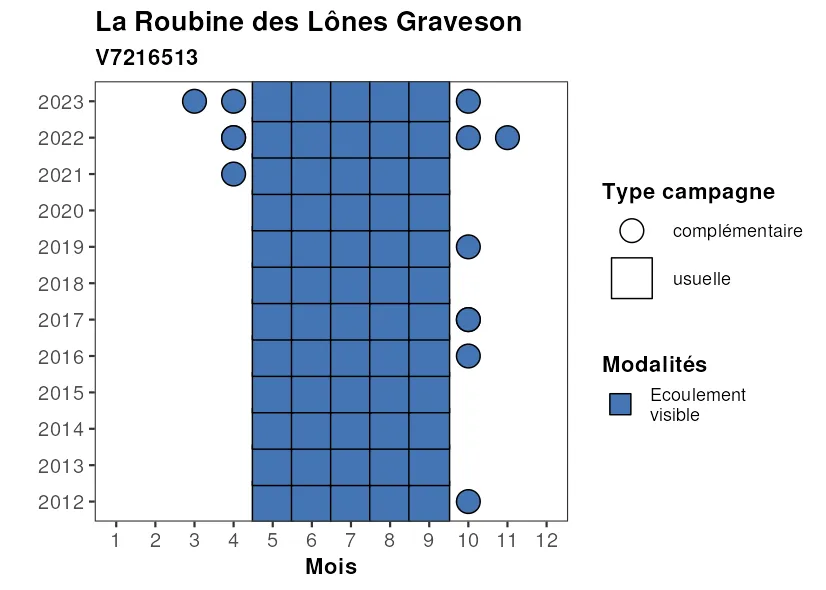 La Roubine des Lônes Graveson
V7216513
2023
2022
2021
2020
2019
2018
2017
2016
2015
2014
2013
2012
1 2 3 4 5 6 7 8 9 10 11 12
Mois
Type campagne
complémentaire
usuelle
Modalités
Ecoulement
visible